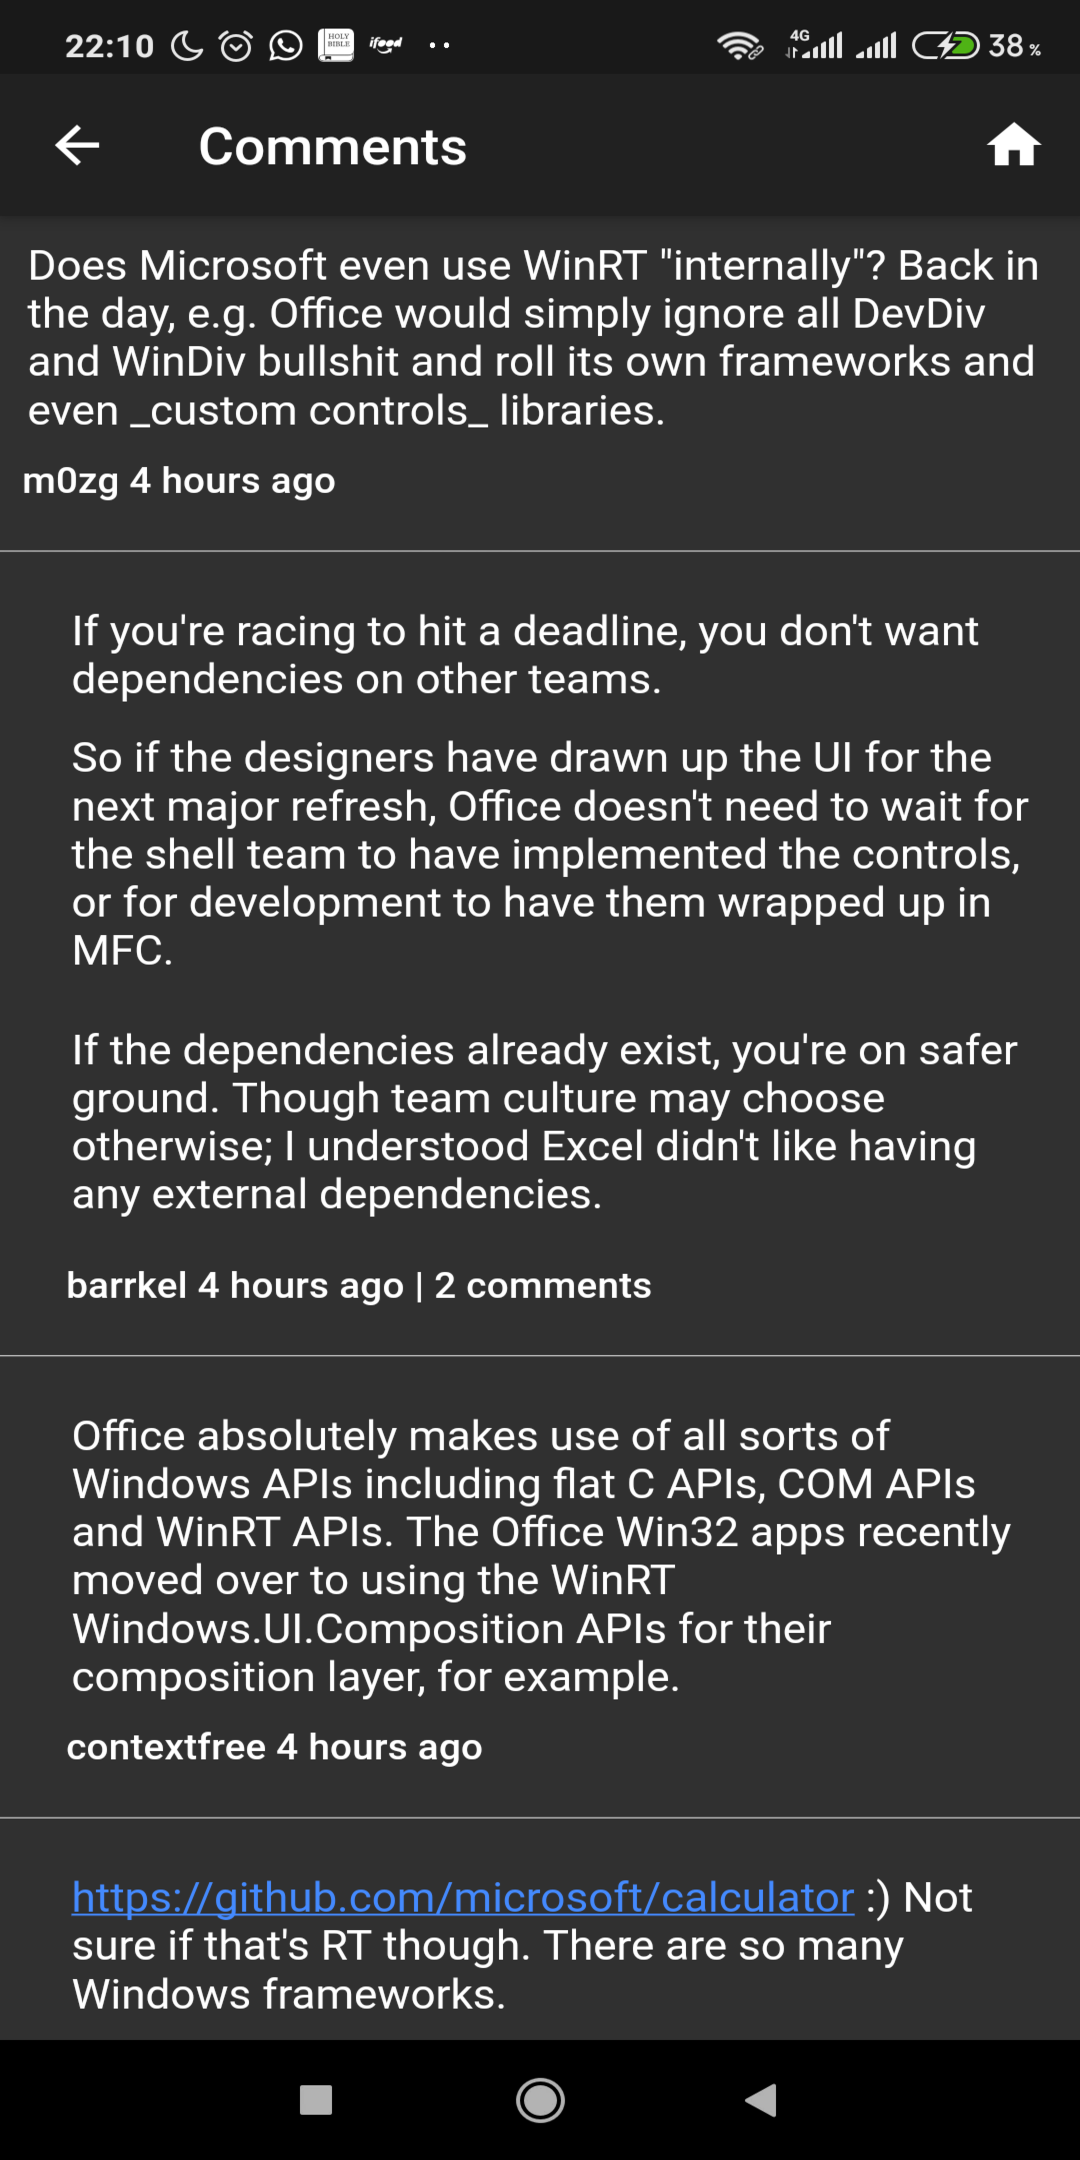 22:10 HOLY BIBLE ifood 4G 38%
Comments
Does Microsoft even use WinRT "internally"? Back in
the day, e.g. Office would simply ignore all DevDiv
and WinDiv bullshit and roll its own frameworks and
even _custom controls_ libraries.
m0zg 4 hours ago
If you're racing to hit a deadline, you don't want
dependencies on other teams.
So if the designers have drawn up the UI for the
next major refresh, Office doesn't need to wait for
the shell team to have implemented the controls,
or for development to have them wrapped up in
MFC.
If the dependencies already exist, you're on safer
ground. Though team culture may choose
otherwise; I understood Excel didn't like having
any external dependencies.
barrkel 4 hours ago | 2 comments
Office absolutely makes use of all sorts of
Windows APIs including flat C APIs, COM APIs
and WinRT APIs. The Office Win32 apps recently
moved over to using the WinRT
Windows.UI.Composition APIs for their
composition layer, for example.
contextfree 4 hours ago
https://github.com/microsoft/calculator :) Not
sure if that's RT though. There are so many
Windows frameworks.